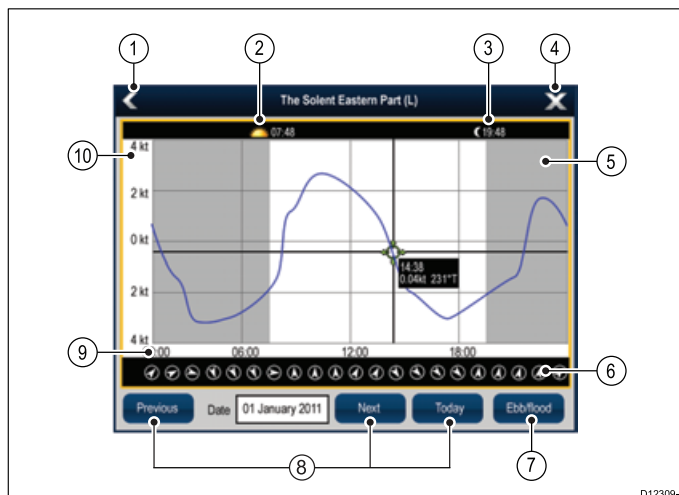 1
2
3
4
The Solent Eastern Part (L)
07:48
19:48
10
4 kt
5
2 kt
0 kt
14:38
0.04kt 231°T
2 kt
4 kt
9
:00
06:00
12:00
18:00
6
Previous
Date
01 January 2011
Next
Today
Ebb/flood
8
7